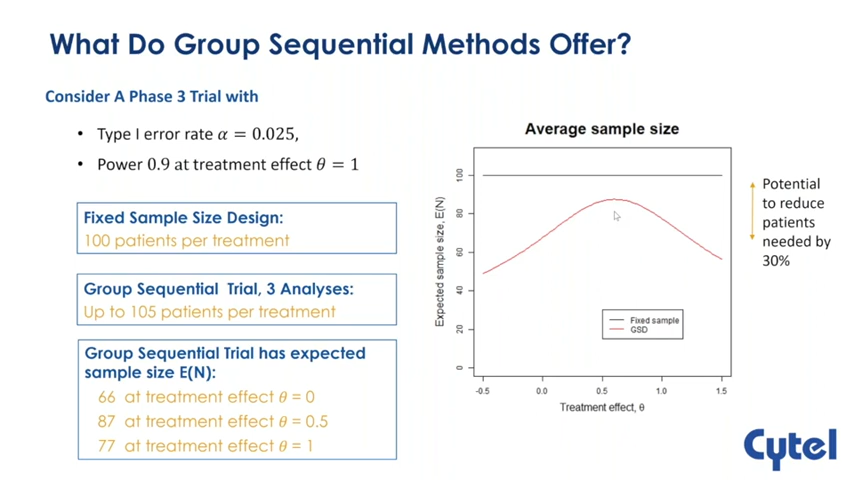 What Do Group Sequential Methods Offer?
Consider A Phase 3 Trial with
• Type I error rate α = 0.025,
• Power 0.9 at treatment effect θ = 1
Fixed Sample Size Design:
100 patients per treatment
Group Sequential Trial, 3 Analyses:
Up to 105 patients per treatment
Group Sequential Trial has expected
sample size E(N):
66 at treatment effect θ = 0
87 at treatment effect θ = 0.5
77 at treatment effect θ = 1
Average sample size
Expected sample size, E(N)
100
80
60
40
20
0
-0.5 0.0 0.5 1.0 1.5
Treatment effect, θ
Fixed sample
GSD
Potential
to reduce
patients
needed by
30%
Cytel